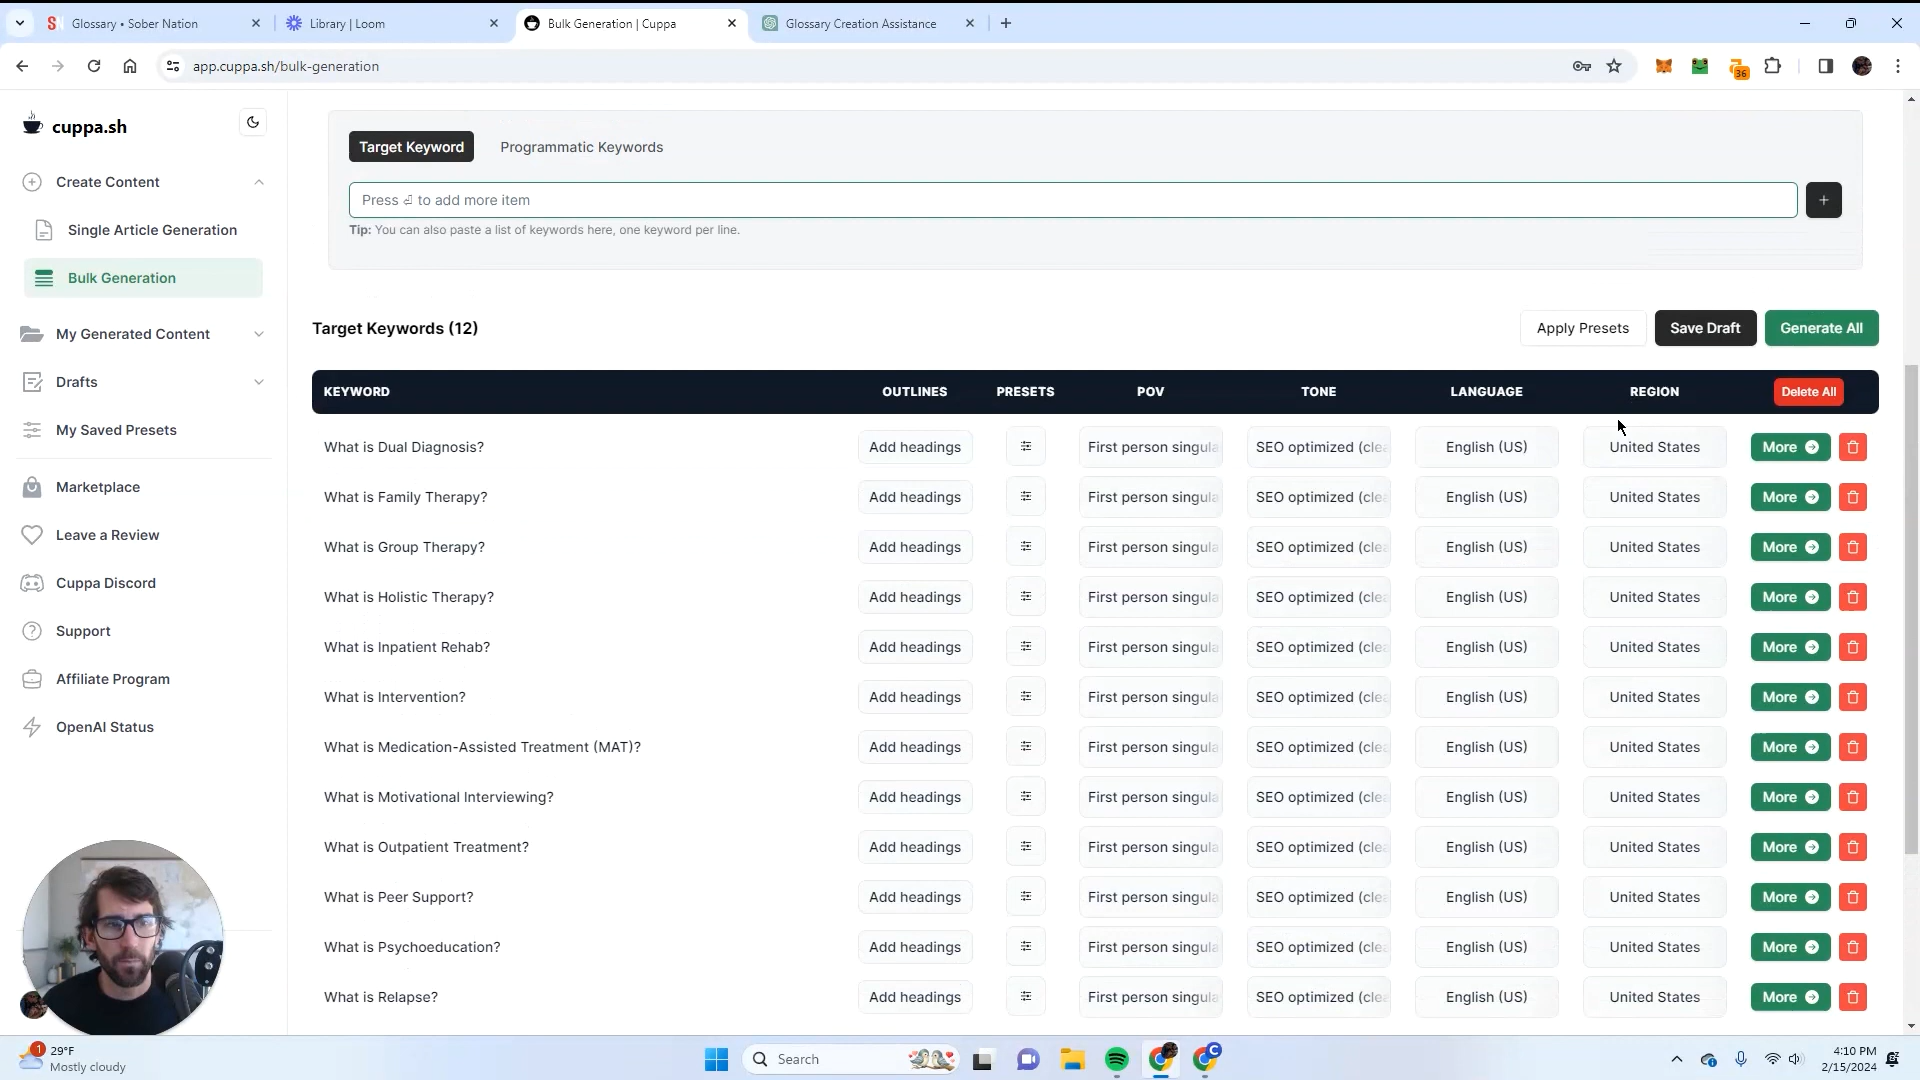 Glossary • Sober Nation
Library | Loom
Bulk Generation | Cuppa
Glossary Creation Assistance
app.cuppa.sh/bulk-generation
36
cuppa.sh
Create Content
Single Article Generation
Bulk Generation
My Generated Content
Drafts
My Saved Presets
Marketplace
Leave a Review
Cuppa Discord
Support
Affiliate Program
OpenAI Status
Target Keyword
Programmatic Keywords
Press ⏎ to add more item
+
Tip: You can also paste a list of keywords here, one keyword per line.
Target Keywords (12)
Apply Presets
Save Draft
Generate All
KEYWORD OUTLINES PRESETS POV TONE LANGUAGE REGION Delete All
What is Dual Diagnosis? Add headings First person singula SEO optimized (clea English (US) United States More
What is Family Therapy? Add headings First person singula SEO optimized (clea English (US) United States More
What is Group Therapy? Add headings First person singula SEO optimized (clea English (US) United States More
What is Holistic Therapy? Add headings First person singula SEO optimized (clea English (US) United States More
What is Inpatient Rehab? Add headings First person singula SEO optimized (clea English (US) United States More
What is Intervention? Add headings First person singula SEO optimized (clea English (US) United States More
What is Medication-Assisted Treatment (MAT)? Add headings First person singula SEO optimized (clea English (US) United States More
What is Motivational Interviewing? Add headings First person singula SEO optimized (clea English (US) United States More
What is Outpatient Treatment? Add headings First person singula SEO optimized (clea English (US) United States More
What is Peer Support? Add headings First person singula SEO optimized (clea English (US) United States More
What is Psychoeducation? Add headings First person singula SEO optimized (clea English (US) United States More
What is Relapse? Add headings First person singula SEO optimized (clea English (US) United States More
1
29°F
Mostly cloudy
Search
C
4:10 PM
2/15/2024